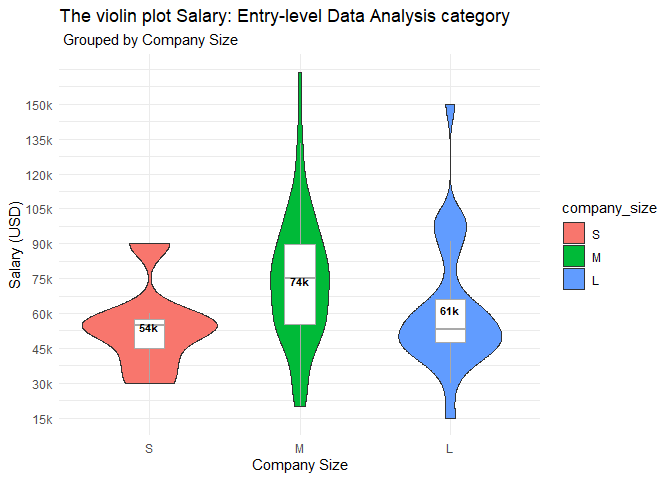 The violin plot Salary: Entry-level Data Analysis category
Grouped by Company Size
150k
135k
120k
105k
90k
75k
60k
45k
30k
15k
Salary (USD)
54k
74k
61k
S
M
L
Company Size
company_size
S
M
L